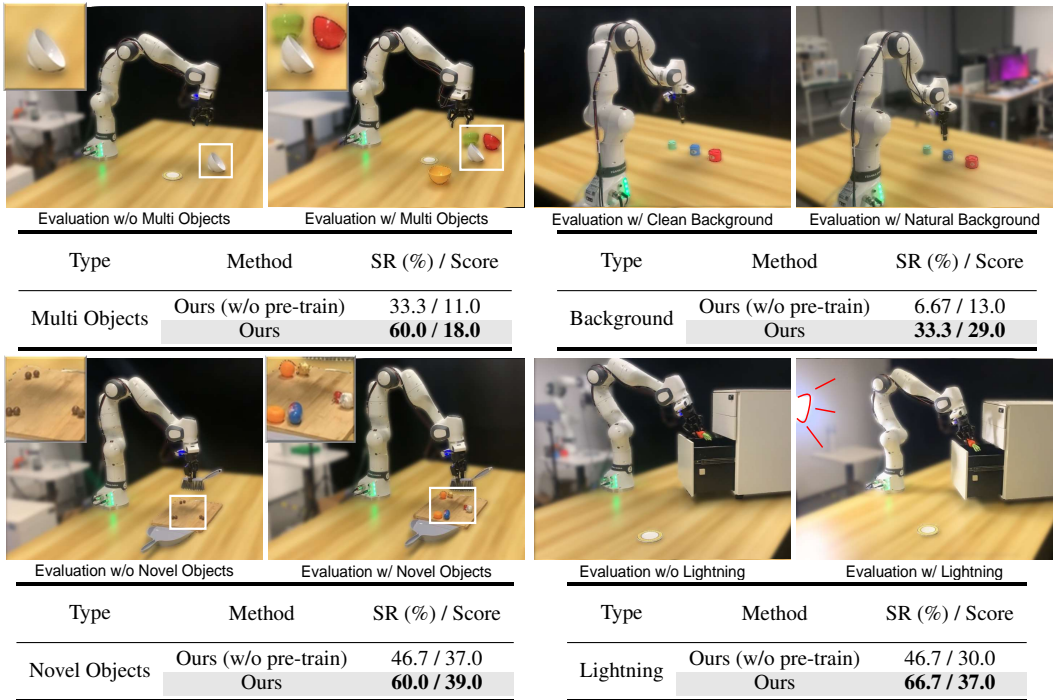 Evaluation w/o Multi Objects
Evaluation w/ Multi Objects
Type Method SR (%) / Score
Multi Objects Ours (w/o pre-train) 33.3 / 11.0
Ours 60.0 / 18.0
Evaluation w/ Clean Background
Evaluation w/ Natural Background
Type Method SR (%) / Score
Background Ours (w/o pre-train) 6.67 / 13.0
Ours 33.3 / 29.0
Evaluation w/o Novel Objects
Evaluation w/ Novel Objects
Type Method SR (%) / Score
Novel Objects Ours (w/o pre-train) 46.7 / 37.0
Ours 60.0 / 39.0
Evaluation w/o Lightning
Evaluation w/ Lightning
Type Method SR (%) / Score
Lightning Ours (w/o pre-train) 46.7 / 30.0
Ours 66.7 / 37.0